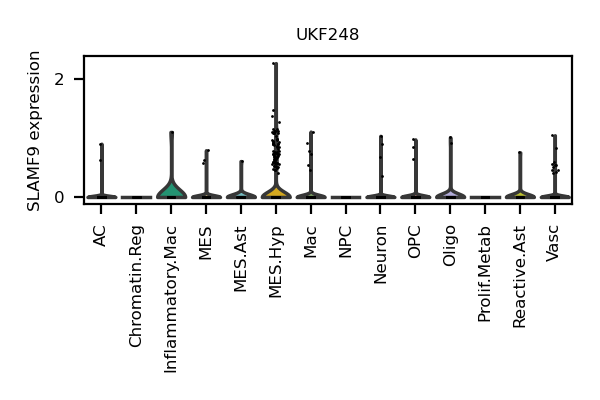 UKF248
SLAMF9 expression
2
0
AC
Chromatin.Reg
Inflammatory.Mac
MES
MES.Ast
MES.Hyp
Mac
NPC
Neuron
OPC
Oligo
Prolif.Metab
Reactive.Ast
Vasc